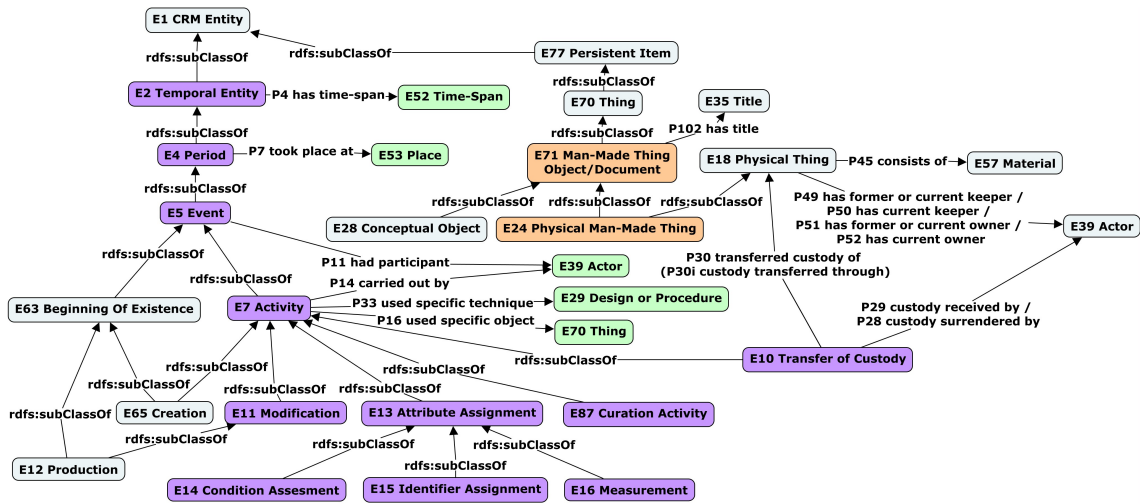 E1 CRM Entity
rdfs:subClassOf
rdfs:subClassOf
E77 Persistent Item
rdfs:subClassOf
E2 Temporal Entity
P4 has time-span
E52 Time-Span
E70 Thing
E35 Title
rdfs:subClassOf
rdfs:subClassOf
P102 has title
E4 Period
P7 took place at
E53 Place
E71 Man-Made Thing
Object/Document
E18 Physical Thing
P45 consists of
E57 Material
rdfs:subClassOf
rdfs:subClassOf
rdfs:subClassOf
rdfs:subClassOf
P49 has former or current keeper /
P50 has current keeper /
P51 has former or current owner /
P52 has current owner
E5 Event
E28 Conceptual Object
E24 Physical Man-Made Thing
E39 Actor
rdfs:subClassOf
rdfs:subClassOf
P11 had participant
E39 Actor
P30 transferred custody of
(P30i custody transferred through)
P14 carried out by
E63 Beginning Of Existence
E7 Activity
P33 used specific technique
E29 Design or Procedure
P16 used specific object
E70 Thing
P29 custody received by /
P28 custody surrendered by
rdfs:subClassOf
E10 Transfer of Custody
rdfs:subClassOf
rdfs:subClassOf
rdfs:subClassOf
rdfs:subClassOf
rdfs:subClassOf
rdfs:subClassOf
E65 Creation
E11 Modification
E13 Attribute Assignment
E87 Curation Activity
rdfs:subClassOf
rdfs:subClassOf
rdfs:subClassOf
rdfs:subClassOf
E12 Production
E14 Condition Assesment
E15 Identifier Assignment
E16 Measurement